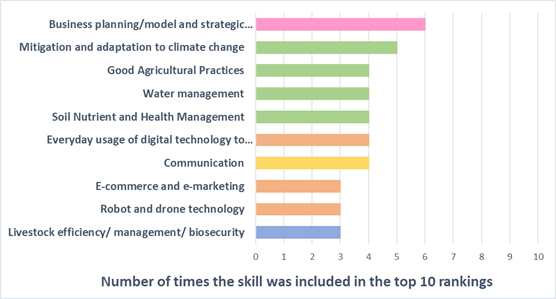 Business planning/model and strategic...
Mitigation and adaptation to climate change
Good Agricultural Practices
Water management
Soil Nutrient and Health Management
Everyday usage of digital technology to...
Communication
E-commerce and e-marketing
Robot and drone technology
Livestock efficiency/ management/ biosecurity
0 1 2 3 4 5 6 7 8 9 10
Number of times the skill was included in the top 10 rankings